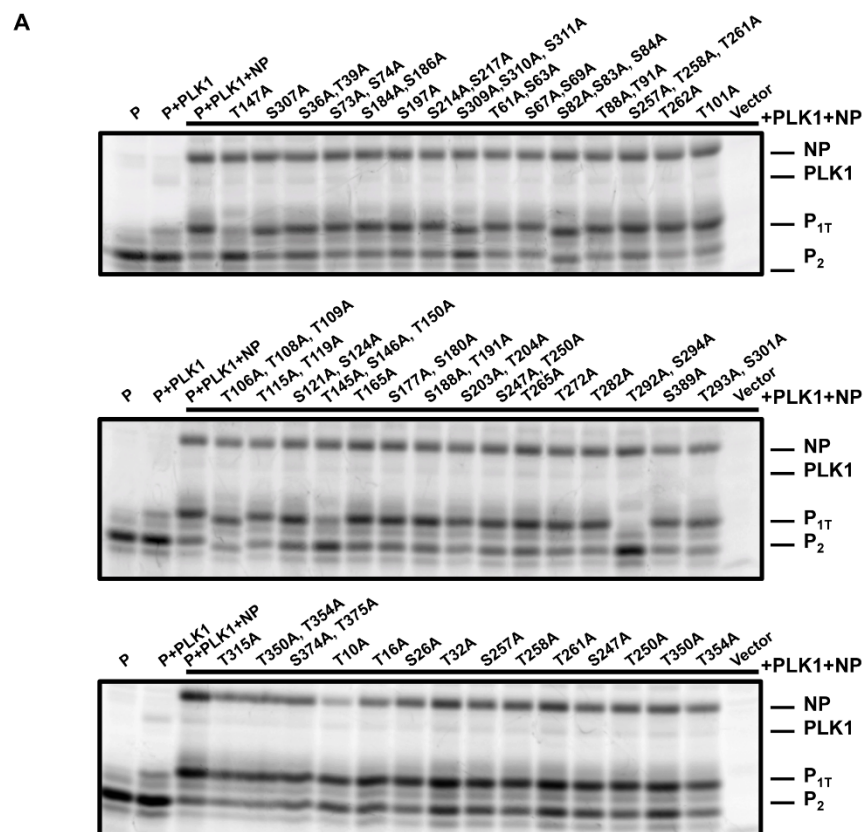 A
P P+PLK1 P+PLK1+NP T147A S307A S36A,T39A S73A, S74A S184A,S186A S197A S214A,S217A S309A,S310A, S311A T61A,S63A S67A,S69A S82A,S83A, S84A T88A,T91A S257A,T258A, T261A T262A T101A Vector
+PLK1+NP
NP
PLK1
P1T
P2
P P+PLK1 P+PLK1+NP T106A, T108A, T109A T115A, T119A S121A, S124A T145A, S146A, T150A T165A S177A, S180A S188A, T191A S203A, T204A S247A, T250A T265A T272A T282A T292A, S294A S389A T293A, S301A Vector
+PLK1+NP
NP
PLK1
P1T
P2
P P+PLK1 P+PLK1+NP T315A T350A, T354A S374A, T375A T10A T16A S26A T32A S257A T258A T261A S247A T250A T350A T354A Vector
+PLK1+NP
NP
PLK1
P1T
P2